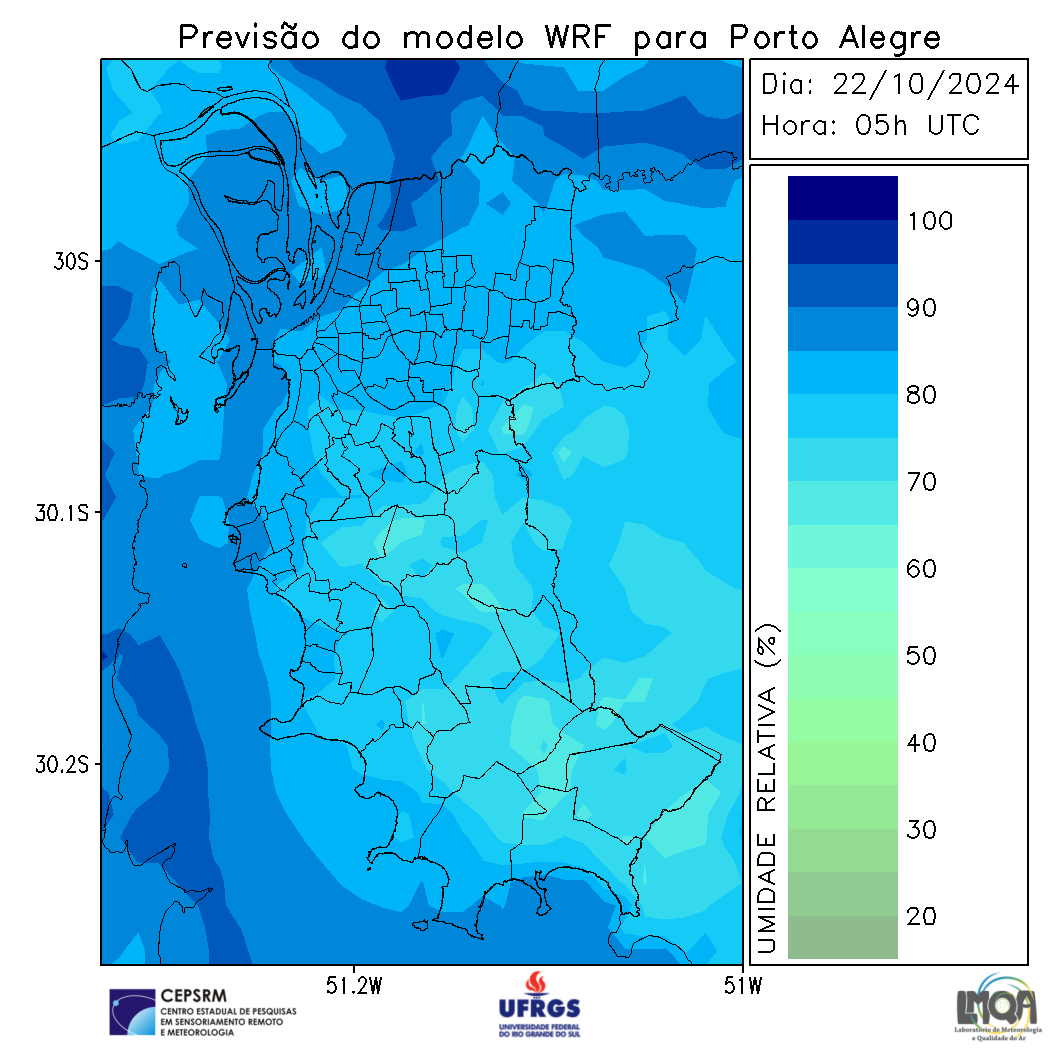 Previsão do modelo WRF para Porto Alegre
Dia: 22/10/2024
Hora: 05h UTC
30S
30.1S
30.2S
51.2W
51W
UMIDADE RELATIVA (%)
100
90
80
70
60
50
40
30
20
CEPSRM
CENTRO ESTADUAL DE PESQUISAS
EM SENSORIAMENTO REMOTO
E METEOROLOGIA
UFRGS
UNIVERSIDADE FEDERAL
DO RIO GRANDE DO SUL
LMQA
Laboratório de Meteorologia
e Qualidade do Ar